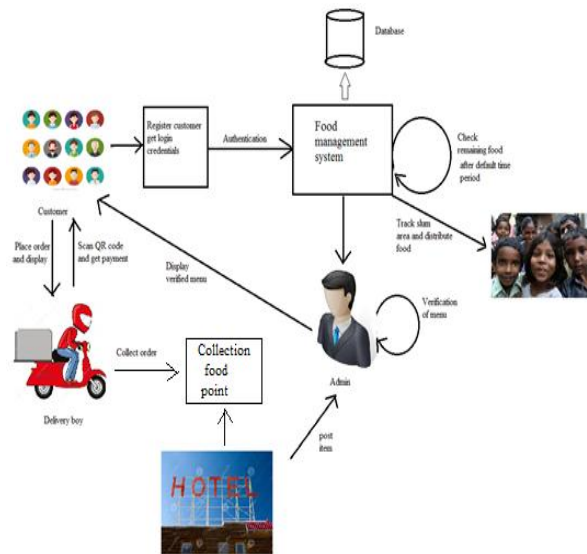 Database
Register customer
get login
credentials
Authentication
Food
management
system
Check
remaining food
after default time
period
Customer
Track slum
area and distribute
food
Place order
and display
Scan QR code
and get payment
Display
verified menu
Verification
of menu
Collect order
Collection
food
point
Admin
Delivery boy
post
item
HOTEL